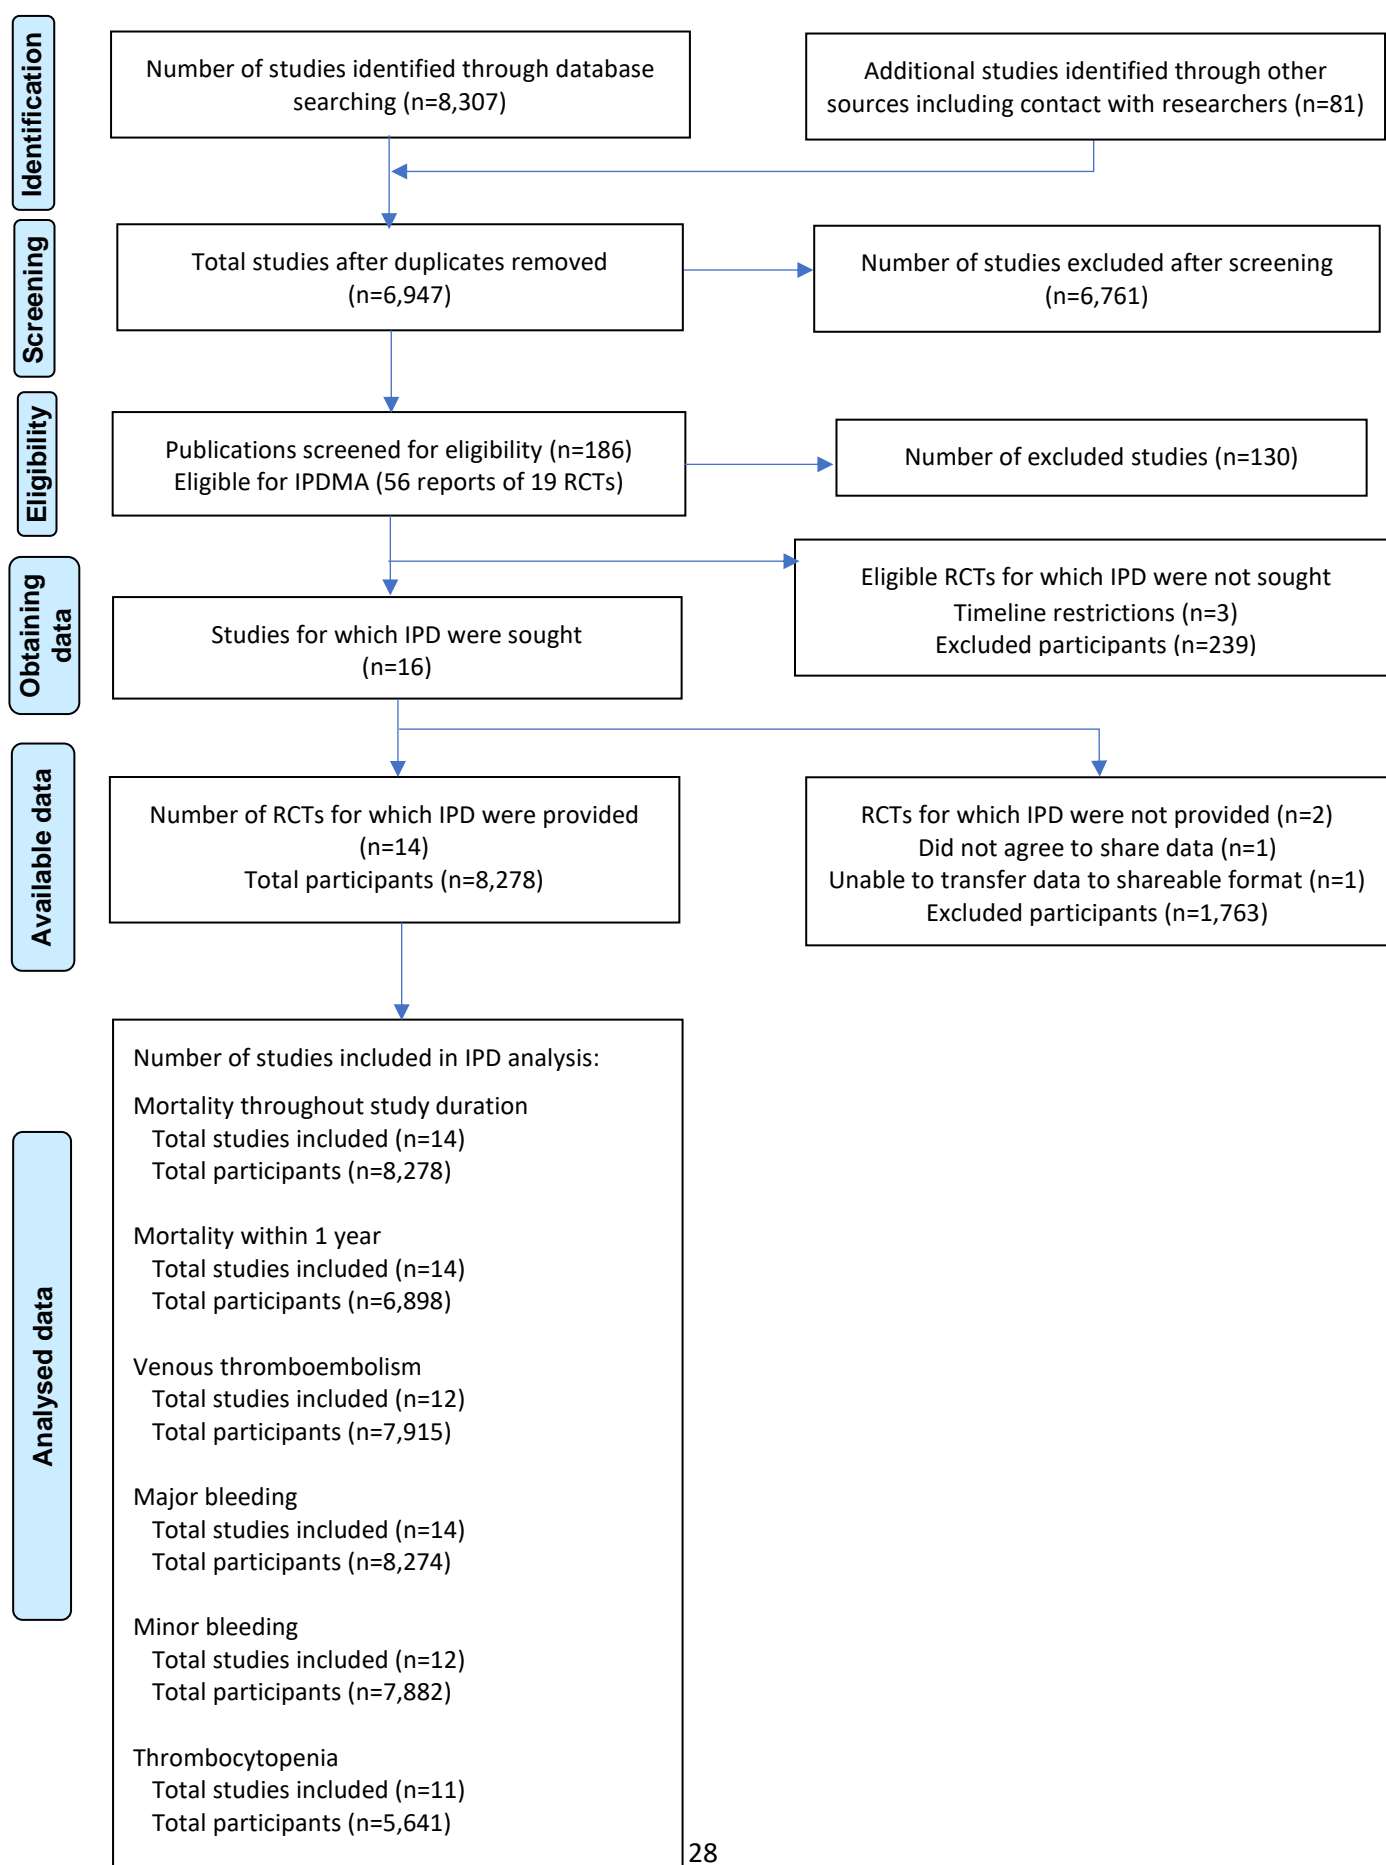 Identification
Number of studies identified through database
searching (n=8,307)
Additional studies identified through other
sources including contact with researchers (n=81)
Screening
Total studies after duplicates removed
(n=6,947)
Number of studies excluded after screening
(n=6,761)
Eligibility
Publications screened for eligibility (n=186)
Eligible for IPDMA (56 reports of 19 RCTs)
Number of excluded studies (n=130)
Obtaining
data
Studies for which IPD were sought
(n=16)
Eligible RCTs for which IPD were not sought
Timeline restrictions (n=3)
Excluded participants (n=239)
Available data
Number of RCTs for which IPD were provided
(n=14)
Total participants (n=8,278)
RCTs for which IPD were not provided (n=2)
Did not agree to share data (n=1)
Unable to transfer data to shareable format (n=1)
Excluded participants (n=1,763)
Analysed data
Number of studies included in IPD analysis:
Mortality throughout study duration
Total studies included (n=14)
Total participants (n=8,278)
Mortality within 1 year
Total studies included (n=14)
Total participants (n=6,898)
Venous thromboembolism
Total studies included (n=12)
Total participants (n=7,915)
Major bleeding
Total studies included (n=14)
Total participants (n=8,274)
Minor bleeding
Total studies included (n=12)
Total participants (n=7,882)
Thrombocytopenia
Total studies included (n=11)
Total participants (n=5,641)
28